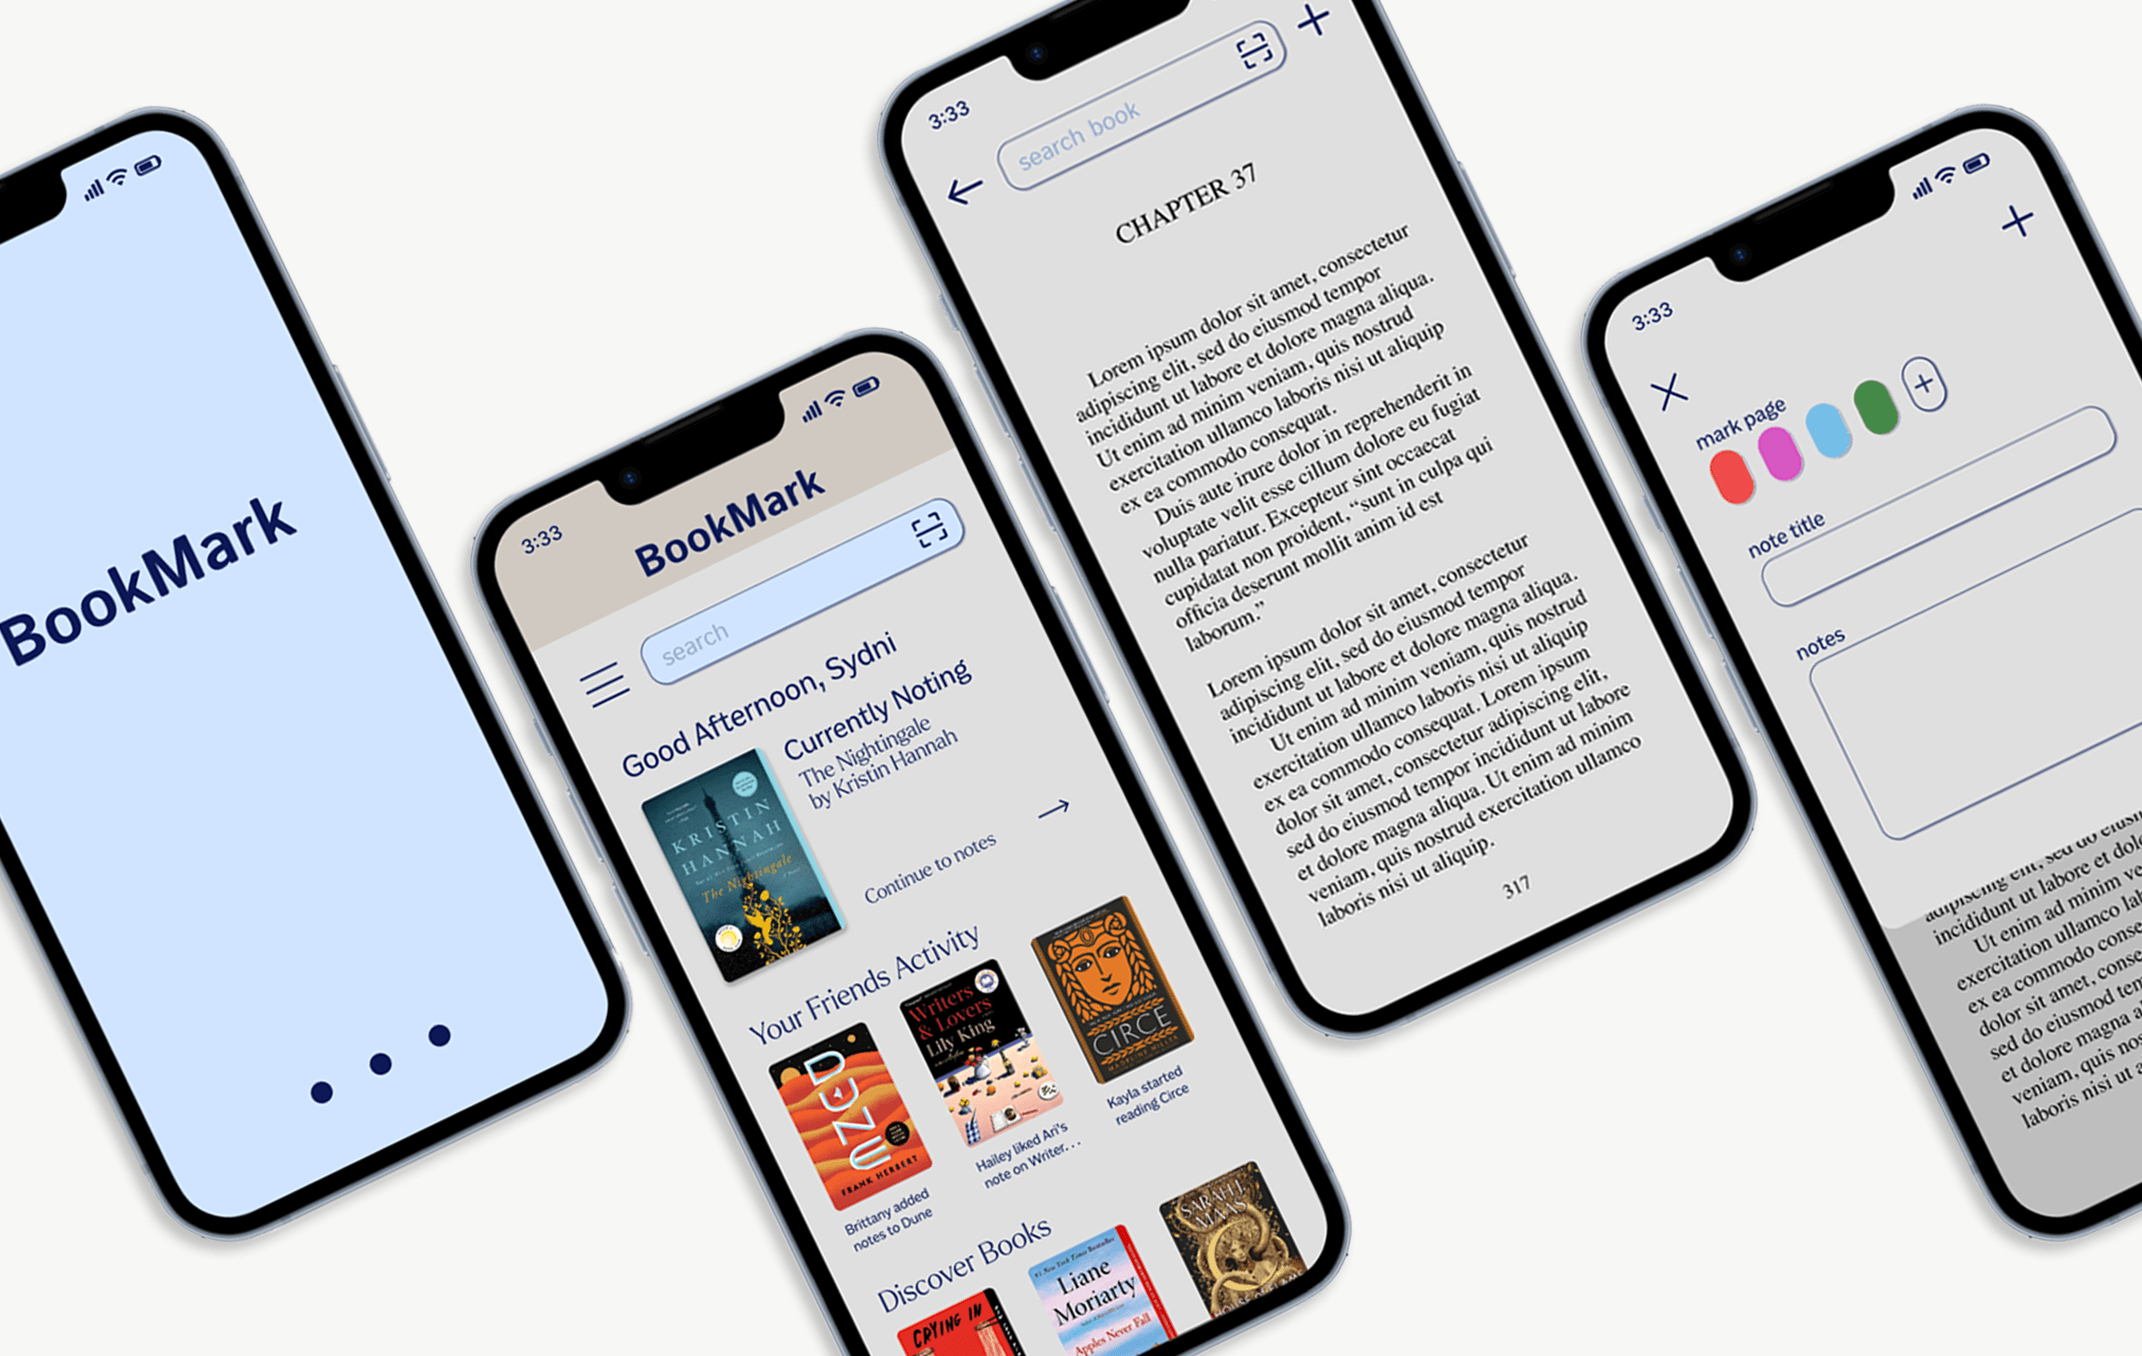 BookMark
3:33
BookMark
search
Good Afternoon, Sydni
Currently Noting
The Nightingale
by Kristin Hannah
KRISTIN
HANNAH
The Nightingale
Continue to notes
Your Friends Activity
DUNE
FRANK HERBERT
Brittany added
notes to Dune
Writers
& Lovers
Lily King
Hailey liked Ari's
note on Writer...
CIRCE
MADELINE MILLER
Kayla started
reading Circe
Discover Books
CRYING IN
#1 New York Times Bestseller
Liane
Moriarty
Apples Never Fall
SARAH J.
MAAS
3:33
search book
CHAPTER 37
Lorem ipsum dolor sit amet, consectetur
adipiscing elit, sed do eiusmod tempor
incididunt ut labore et dolore magna aliqua.
Ut enim ad minim veniam, quis nostrud
exercitation ullamco laboris nisi ut aliquip
ex ea commodo consequat.
Duis aute irure dolor in reprehenderit in
voluptate velit esse cillum dolore eu fugiat
nulla pariatur. Excepteur sint occaecat
cupidatat non proident, “sunt in culpa qui
officia deserunt mollit anim id est
laborum.”
Lorem ipsum dolor sit amet, consectetur
adipiscing elit, sed do eiusmod tempor
incididunt ut labore et dolore magna aliqua.
Ut enim ad minim veniam, quis nostrud
exercitation ullamco laboris nisi ut aliquip
ex ea commodo consequat. Lorem ipsum
dolor sit amet, consectetur adipiscing elit,
sed do eiusmod tempor incididunt ut labore
et dolore magna aliqua. Ut enim ad minim
veniam, quis nostrud exercitation ullamco
laboris nisi ut aliquip.
317
3:33
mark page
note title
notes
adipiscing elit, sed do eiusm
incididunt ut labore et dolo
Ut enim ad minim ve
exercitation ullamco lab
ex ea commodo conse
dolor sit amet, conse
sed do eiusmod tem
et dolore magna a
veniam, quis nos
laboris nisi ut a